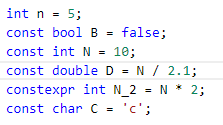 int n = 5;
const bool B = false;
const int N = 10;
const double D = N / 2.1;
constexpr int N_2 = N * 2;
const char C = 'c';